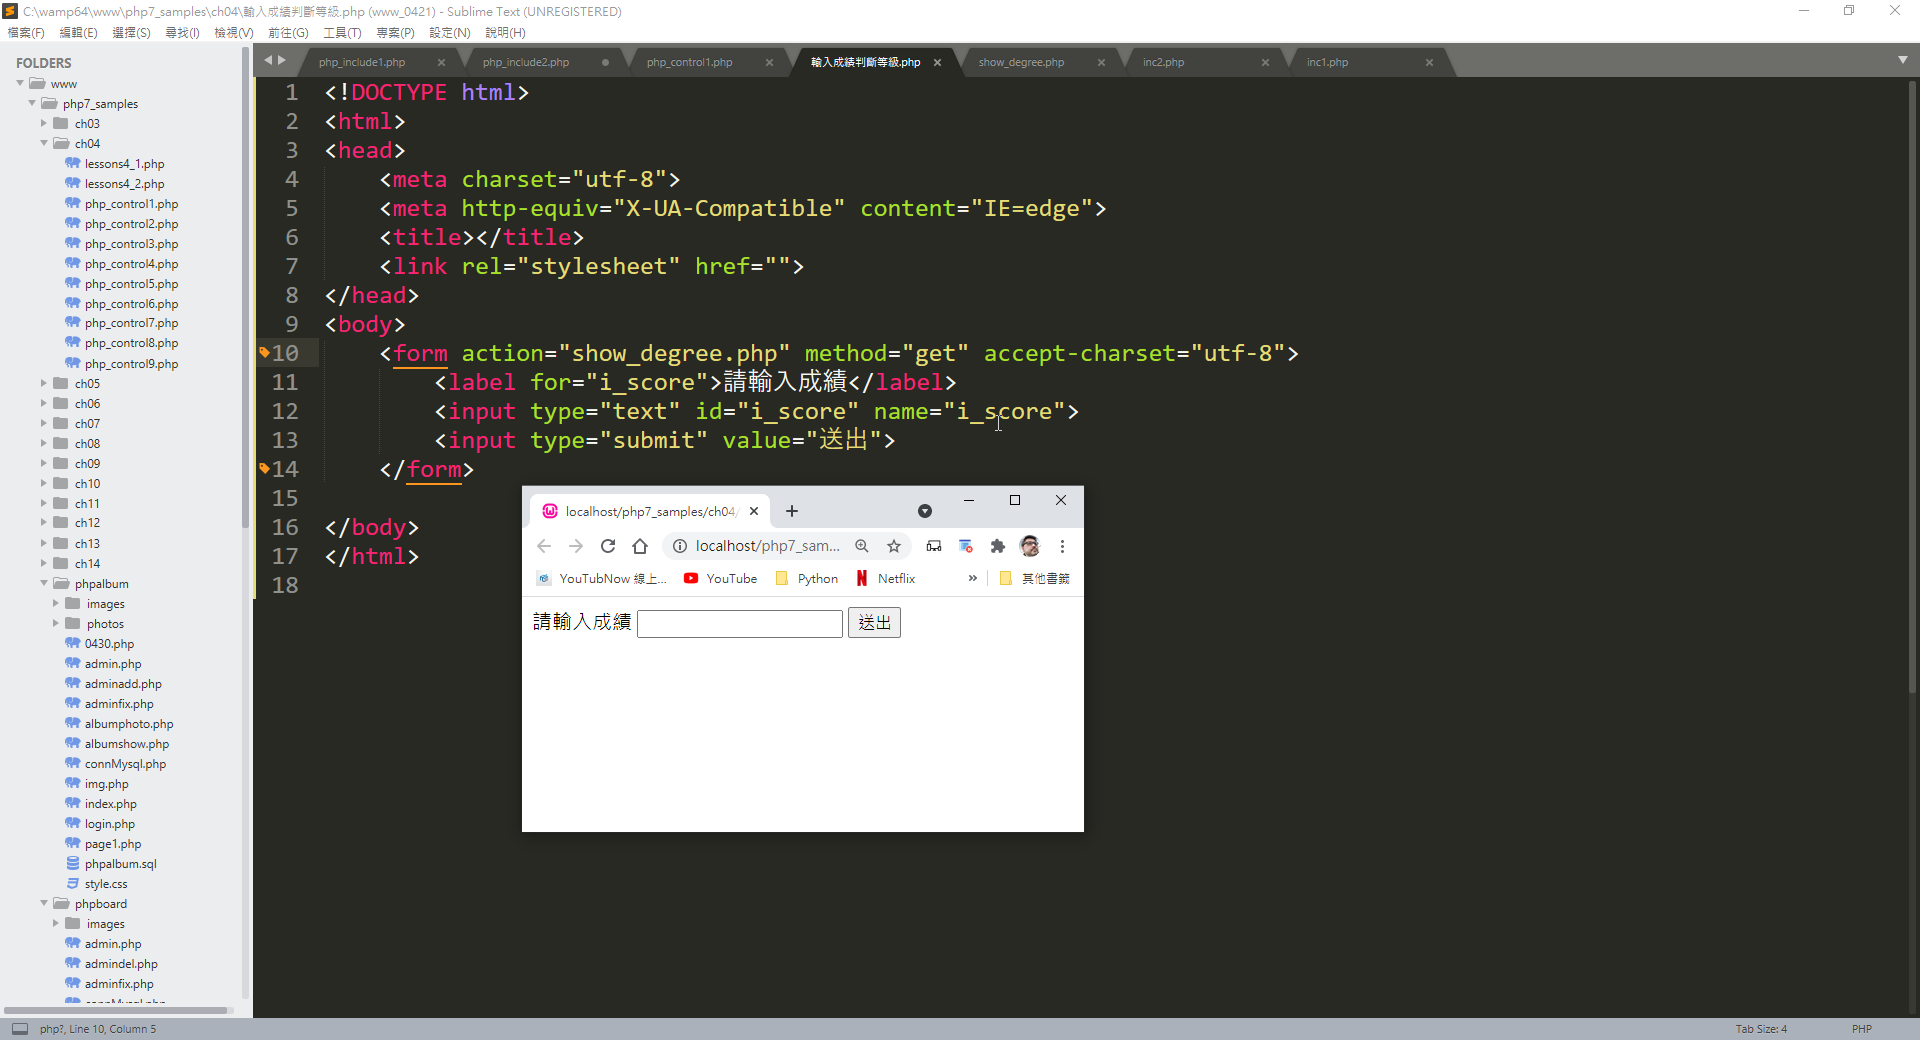 C:\wamp64\www\php7_samples\ch04\輸入成績判斷等級.php (www_0421) - Sublime Text (UNREGISTERED)
檔案(F) 編輯(E) 選擇(S) 尋找(I) 檢視(V) 前往(G) 工具(T) 專案(P) 設定(N) 說明(H)
FOLDERS
www
php7_samples
ch03
ch04
lessons4_1.php
lessons4_2.php
php_control1.php
php_control2.php
php_control3.php
php_control4.php
php_control5.php
php_control6.php
php_control7.php
php_control8.php
php_control9.php
ch05
ch06
ch07
ch08
ch09
ch10
ch11
ch12
ch13
ch14
phpalbum
images
photos
0430.php
admin.php
adminadd.php
adminfix.php
albumphoto.php
albumshow.php
connMysql.php
img.php
index.php
login.php
page1.php
phpalbum.sql
style.css
phpboard
images
admin.php
admindel.php
adminfix.php
php_include1.php php_include2.php php_control1.php 輸入成績判斷等級.php show_degree.php inc2.php inc1.php
1 <!DOCTYPE html>
2 <html>
3 <head>
4 <meta charset="utf-8">
5 <meta http-equiv="X-UA-Compatible" content="IE=edge">
6 <title></title>
7 <link rel="stylesheet" href="">
8 </head>
9 <body>
10 <form action="show_degree.php" method="get" accept-charset="utf-8">
11 <label for="i_score">請輸入成績</label>
12 <input type="text" id="i_score" name="i_score">
13 <input type="submit" value="送出">
14 </form>
15
16 </body>
17 </html>
18
localhost/php7_samples/ch04/
localhost/php7_sam...
YouTubNow 線上... YouTube Python Netflix » 其他書籤
請輸入成績 送出
php?, Line 10, Column 5 Tab Size: 4 PHP